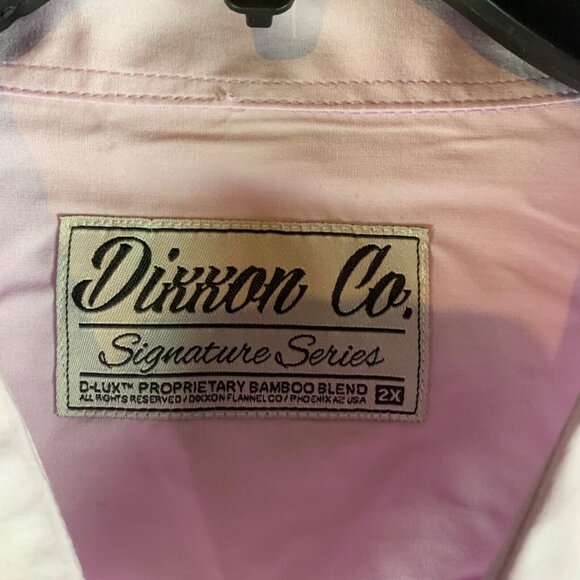 Dixxon Co.
Signature Series
D-LUX™ PROPRIETARY BAMBOO BLEND
ALL RIGHTS RESERVED / DIXXON FLANNEL CO / PHOENIX AZ USA
2X